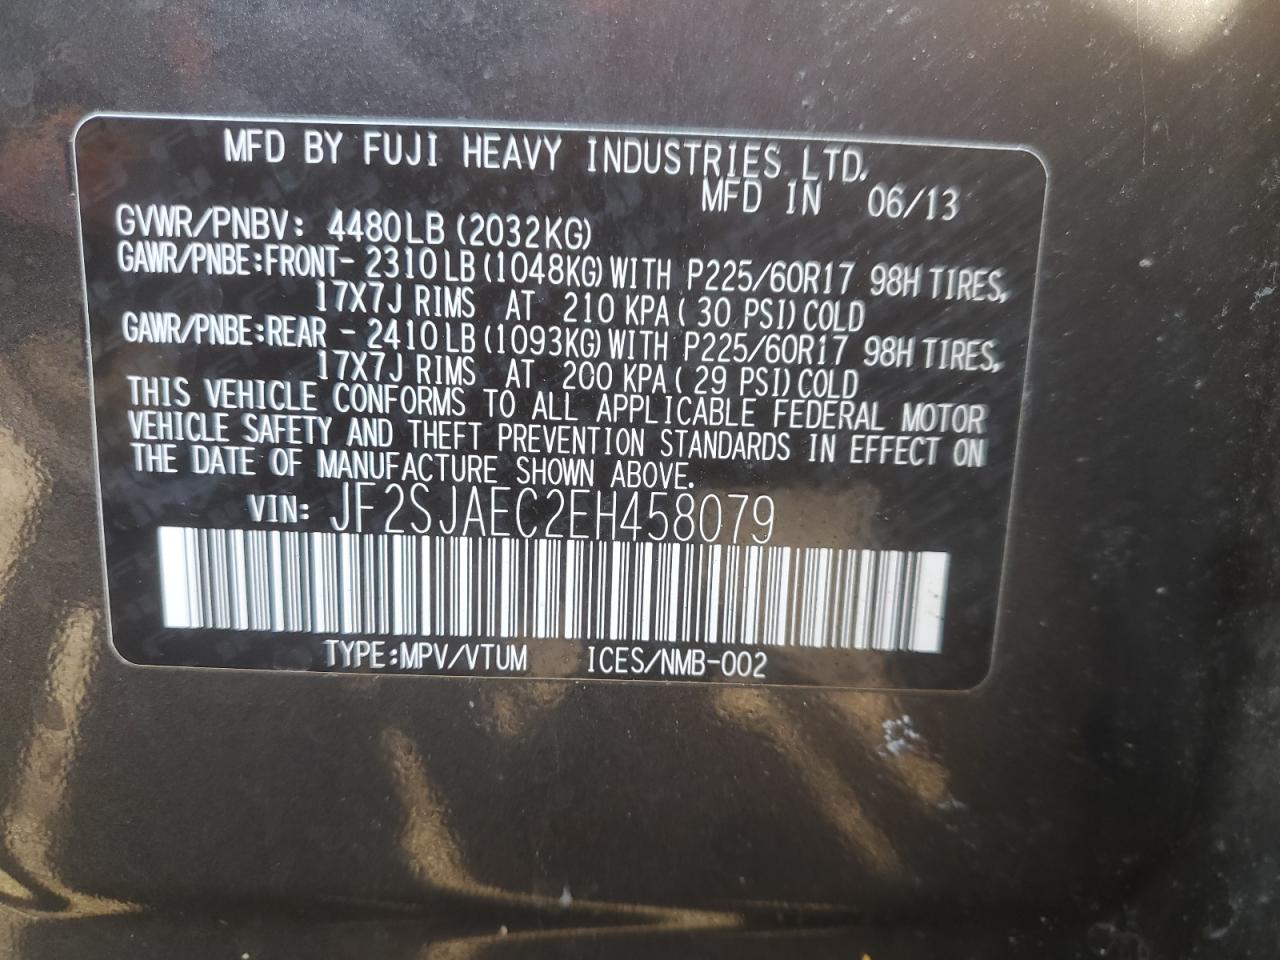 MFD BY FUJI HEAVY INDUSTRIES LTD.
MFD IN 06/13
GVWR/PNBV: 4480LB (2032KG)
GAWR/PNBE:FRONT- 2310LB (1048KG) WITH P225/60R17 98H TIRES,
17X7J RIMS AT 210 KPA ( 30 PSI) COLD
GAWR/PNBE:REAR - 2410LB (1093KG) WITH P225/60R17 98H TIRES,
17X7J RIMS AT 200 KPA ( 29 PSI) COLD
THIS VEHICLE CONFORMS TO ALL APPLICABLE FEDERAL MOTOR
VEHICLE SAFETY AND THEFT PREVENTION STANDARDS IN EFFECT ON
THE DATE OF MANUFACTURE SHOWN ABOVE.
VIN: JF2SJAEC2EH458079
TYPE:MPV/VTUM ICES/NMB-002